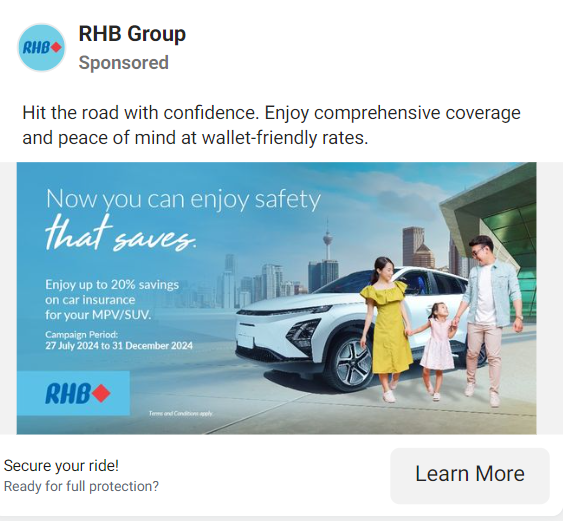 RHB
RHB Group
Sponsored
Hit the road with confidence. Enjoy comprehensive coverage
and peace of mind at wallet-friendly rates.
Now you can enjoy safety
that saves.
Enjoy up to 20% savings
on car insurance
for your MPV/SUV.
Campaign Period:
27 July 2024 to 31 December 2024
RHB
Terms and Conditions apply.
Secure your ride!
Ready for full protection?
Learn More